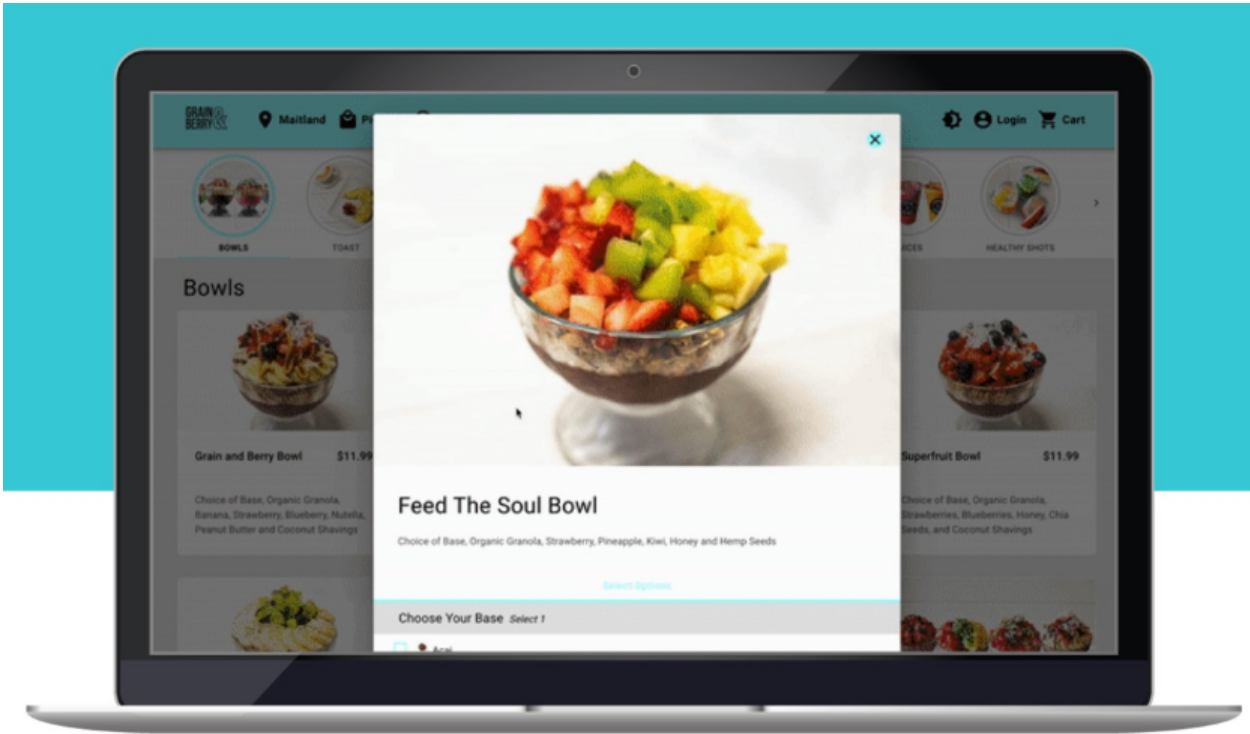 GRAIN &
BERRY
Maitland
Login
Cart
BOWLS
TOAST
HEALTHY SHOTS
Bowls
Grain and Berry Bowl $11.99
Choice of Base, Organic Granola,
Banana, Strawberry, Blueberry, Nutella,
Peanut Butter and Coconut Shavings
Feed The Soul Bowl
Choice of Base, Organic Granola, Strawberry, Pineapple, Kiwi, Honey and Hemp Seeds
Select Options
Choose Your Base Select 1
Acai
Superfruit Bowl $11.99
Choice of Base, Organic Granola,
Strawberries, Blueberries, Honey, Chia
Seeds, and Coconut Shavings